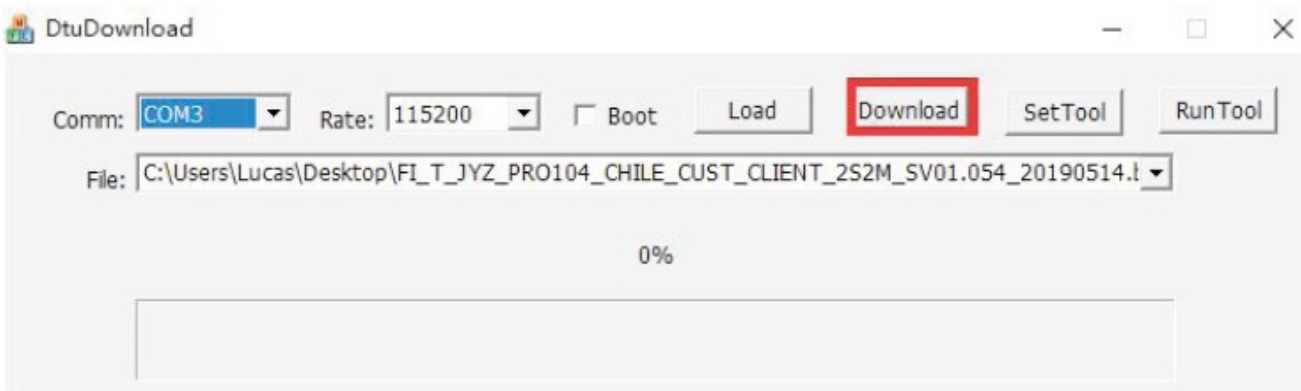 DtuDownload
Comm: COM3 Rate: 115200 Boot Load Download SetTool RunTool
File: C:\Users\Lucas\Desktop\FI_T_JYZ_PRO104_CHILE_CUST_CLIENT_2S2M_SV01.054_20190514.b
0%